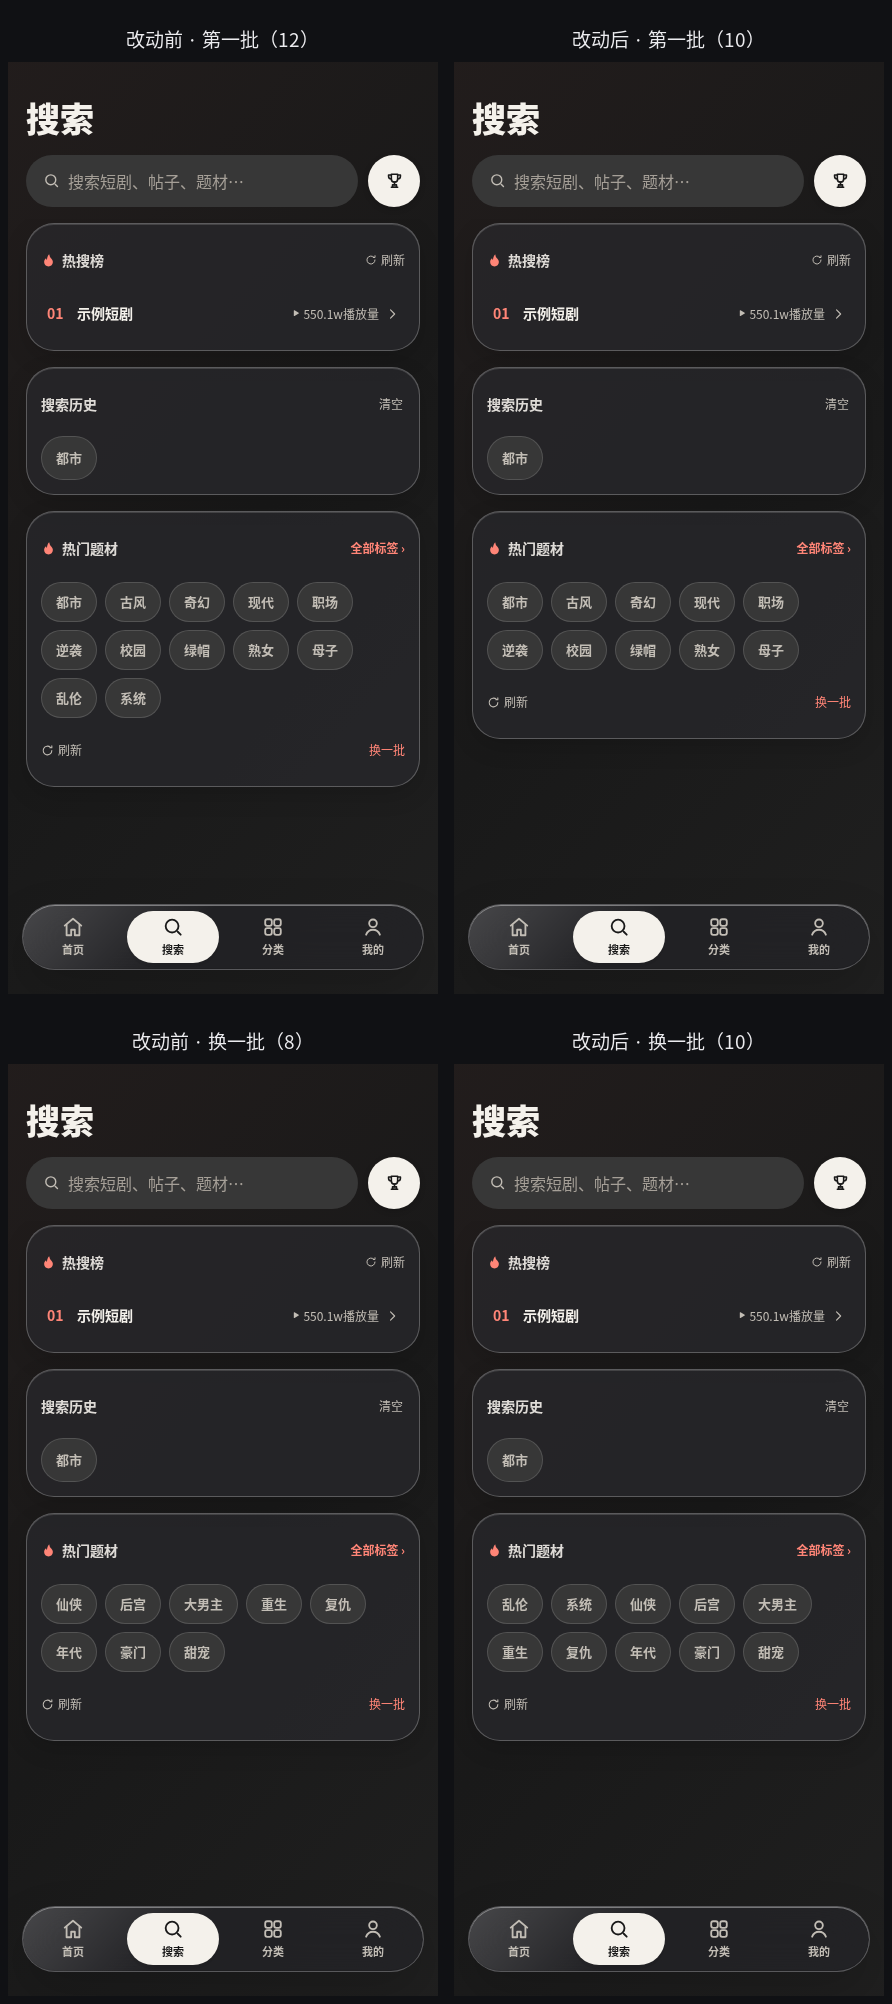 改动前 · 第一批（12）
搜索
搜索短剧、帖子、题材…
热搜榜 刷新
01 示例短剧 550.1w播放量
搜索历史 清空
都市
热门题材 全部标签
都市 古风 奇幻 现代 职场
逆袭 校园 绿帽 熟女 母子
乱伦 系统
刷新 换一批
首页 搜索 分类 我的
改动后 · 第一批（10）
搜索
搜索短剧、帖子、题材…
热搜榜 刷新
01 示例短剧 550.1w播放量
搜索历史 清空
都市
热门题材 全部标签
都市 古风 奇幻 现代 职场
逆袭 校园 绿帽 熟女 母子
刷新 换一批
首页 搜索 分类 我的
改动前 · 换一批（8）
搜索
搜索短剧、帖子、题材…
热搜榜 刷新
01 示例短剧 550.1w播放量
搜索历史 清空
都市
热门题材 全部标签
仙侠 后宫 大男主 重生 复仇
年代 豪门 甜宠
刷新 换一批
首页 搜索 分类 我的
改动后 · 换一批（10）
搜索
搜索短剧、帖子、题材…
热搜榜 刷新
01 示例短剧 550.1w播放量
搜索历史 清空
都市
热门题材 全部标签
乱伦 系统 仙侠 后宫 大男主
重生 复仇 年代 豪门 甜宠
刷新 换一批
首页 搜索 分类 我的